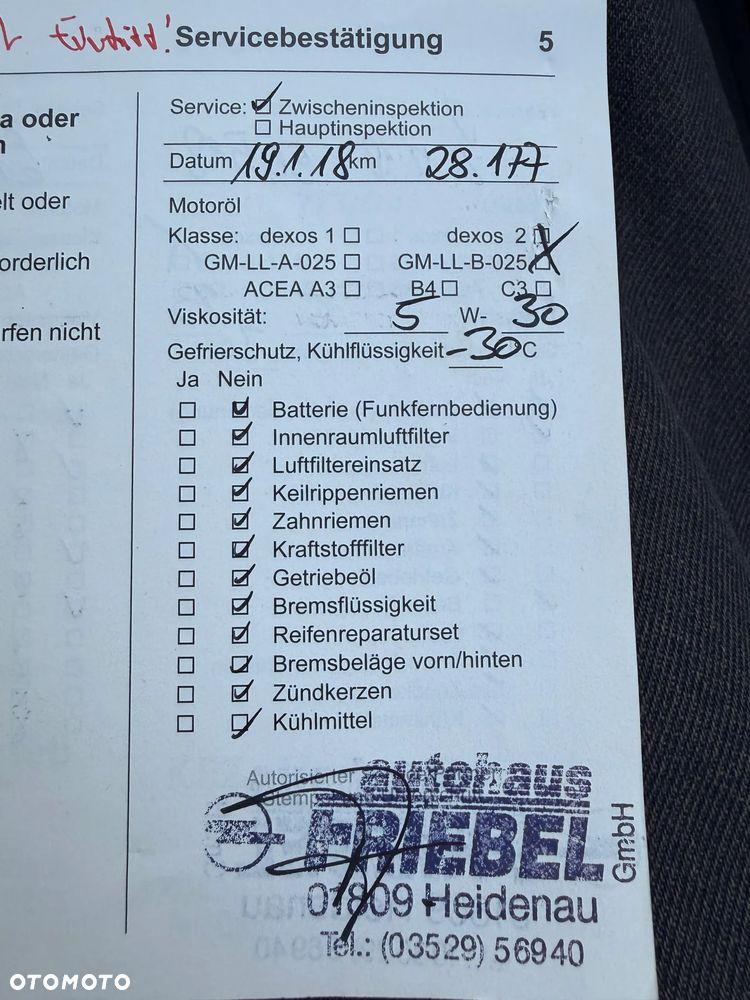 Servicebestätigung 5
a oder
n
elt oder
orderlich
rfen nicht
Service: Zwischeninspektion
Hauptinspektion
Datum 19.1.18 km 28.177
Motoröl
Klasse: dexos 1 dexos 2
GM-LL-A-025 GM-LL-B-025
ACEA A3 B4 C3
Viskosität: 5 W- 30
Gefrierschutz, Kühlflüssigkeit -30 °C
Ja Nein
Batterie (Funkfernbedienung)
Innenraumluftfilter
Luftfiltereinsatz
Keilrippenriemen
Zahnriemen
Kraftstofffilter
Getriebeöl
Bremsflüssigkeit
Reifenreparaturset
Bremsbeläge vorn/hinten
Zündkerzen
Kühlmittel
Autorisierter
Stempel
autohaus
FRIEBEL GmbH
01809 Heidenau
Tel.: (03529) 56940
OTOMOTO